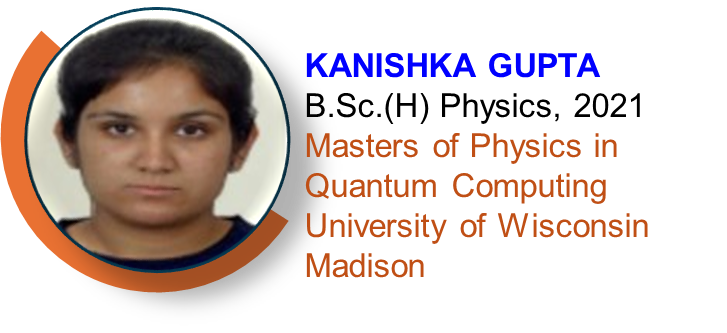 KANISHKA GUPTA
B.Sc.(H) Physics, 2021
Masters of Physics in
Quantum Computing
University of Wisconsin
Madison